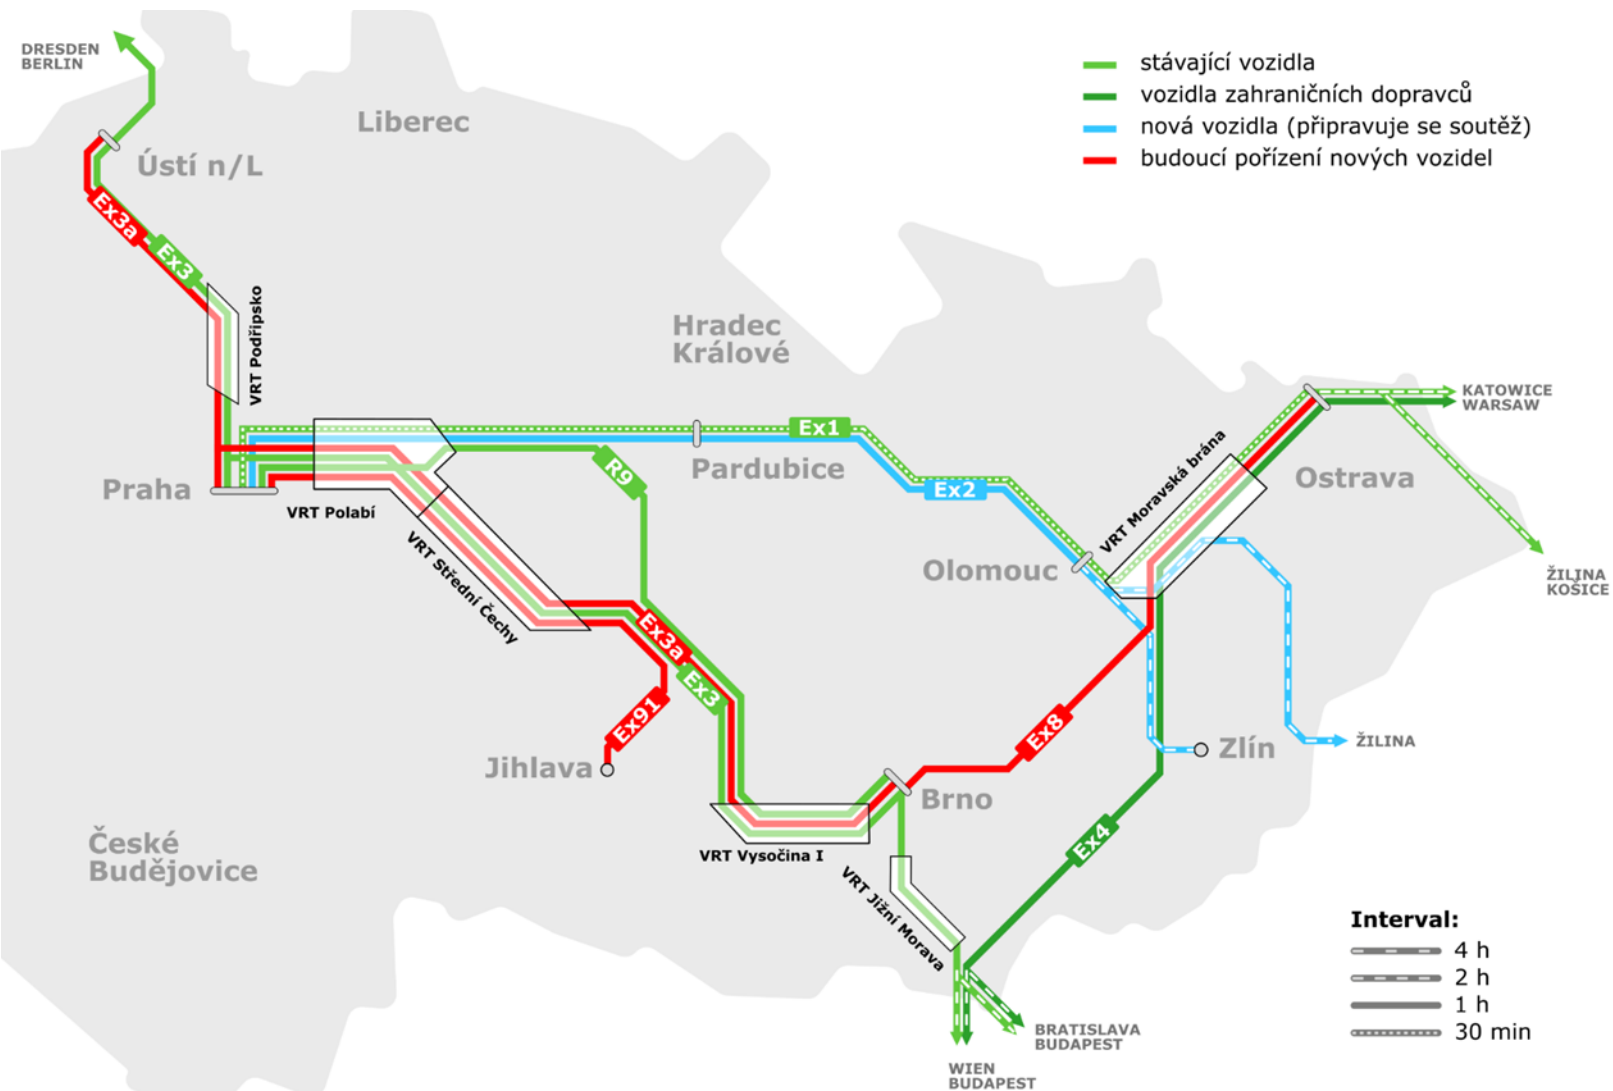 DRESDEN
BERLIN
Liberec
Ústí n/L
stávající vozidla
vozidla zahraničních dopravců
nová vozidla (připravuje se soutěž)
budoucí pořízení nových vozidel
Ex3a
Ex3
VRT Podřipsko
Hradec
Králové
Praha
VRT Polabí
VRT Střední Čechy
R9
Pardubice
Ex1
Ex2
Olomouc
VRT Moravská brána
Ostrava
KATOWICE
WARSAW
ŽILINA
KOŠICE
Ex3a
Ex3
Ex91
Jihlava
Ex8
Zlín
ŽILINA
Brno
České
Budějovice
VRT Vysočina I
VRT Jižní Morava
Ex4
BRATISLAVA
BUDAPEST
WIEN
BUDAPEST
Interval:
4 h
2 h
1 h
30 min